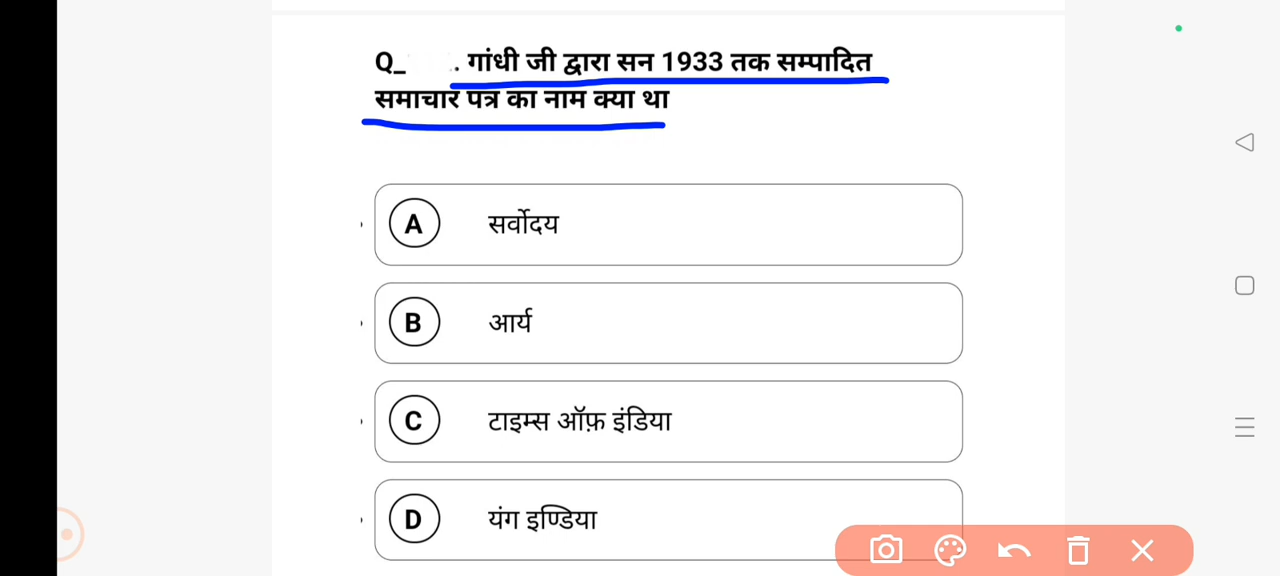 Q_ . गांधी जी द्वारा सन 1933 तक सम्पादित
समाचार पत्र का नाम क्या था
A सर्वोदय
B आर्य
C टाइम्स ऑफ़ इंडिया
D यंग इण्डिया